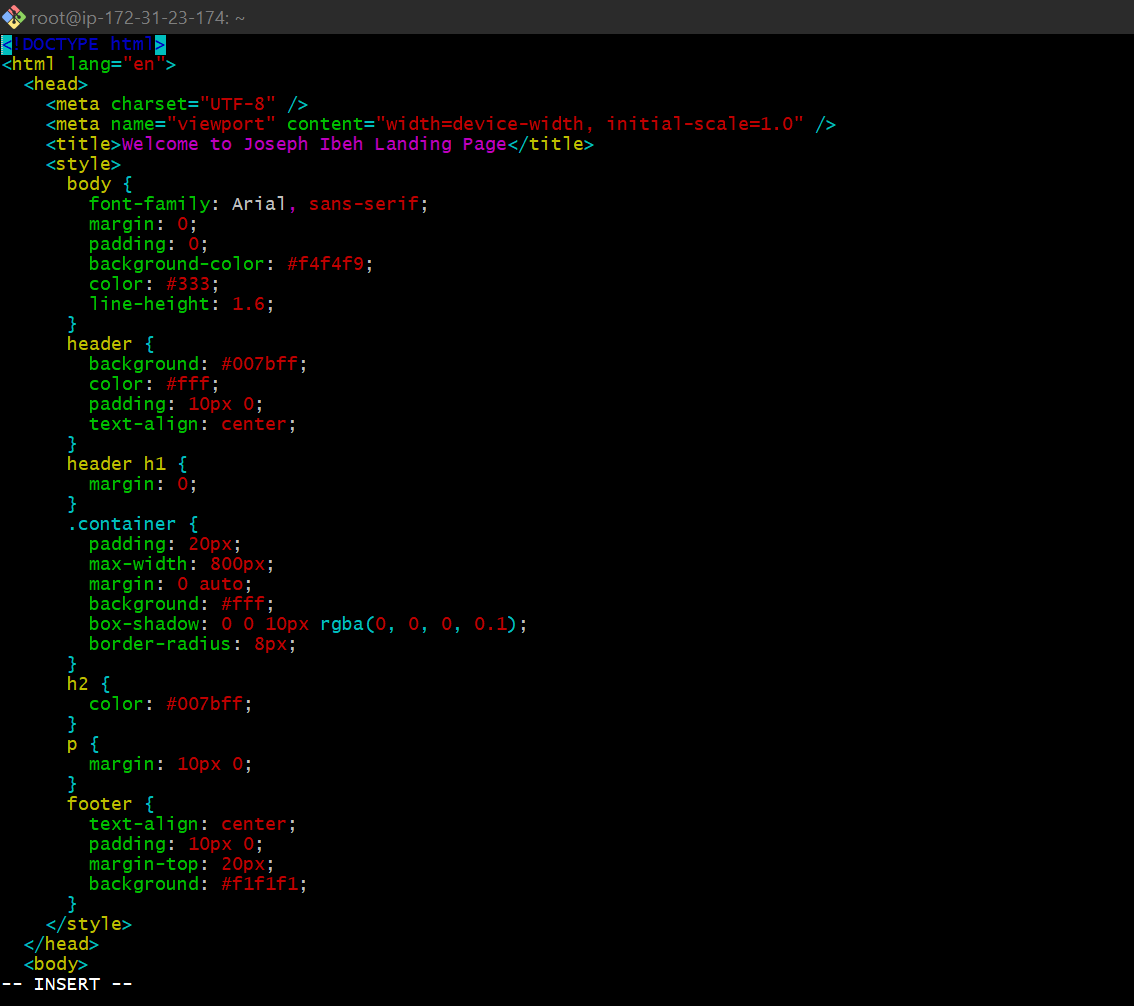 root@ip-172-31-23-174: ~
<!DOCTYPE html>
<html lang="en">
  <head>
    <meta charset="UTF-8" />
    <meta name="viewport" content="width=device-width, initial-scale=1.0" />
    <title>Welcome to Joseph Ibeh Landing Page</title>
    <style>
      body {
        font-family: Arial, sans-serif;
        margin: 0;
        padding: 0;
        background-color: #f4f4f9;
        color: #333;
        line-height: 1.6;
      }
      header {
        background: #007bff;
        color: #fff;
        padding: 10px 0;
        text-align: center;
      }
      header h1 {
        margin: 0;
      }
      .container {
        padding: 20px;
        max-width: 800px;
        margin: 0 auto;
        background: #fff;
        box-shadow: 0 0 10px rgba(0, 0, 0, 0.1);
        border-radius: 8px;
      }
      h2 {
        color: #007bff;
      }
      p {
        margin: 10px 0;
      }
      footer {
        text-align: center;
        padding: 10px 0;
        margin-top: 20px;
        background: #f1f1f1;
      }
    </style>
  </head>
  <body>
-- INSERT --